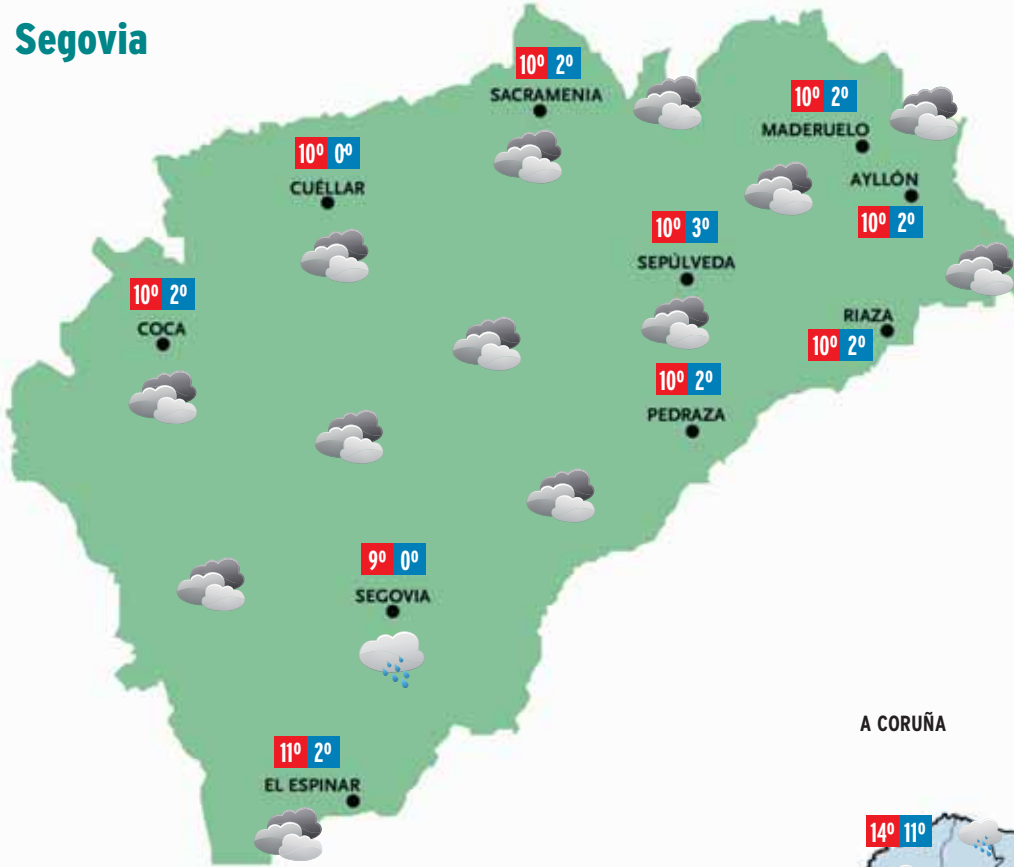 Segovia
10º 2º
SACRAMENIA
10º 2º
MADERUELO
10º 0º
CUÉLLAR
AYLLÓN
10º 2º
10º 3º
SEPÚLVEDA
10º 2º
COCA
RIAZA
10º 2º
10º 2º
PEDRAZA
9º 0º
SEGOVIA
A CORUÑA
11º 2º
EL ESPINAR
14º 11º